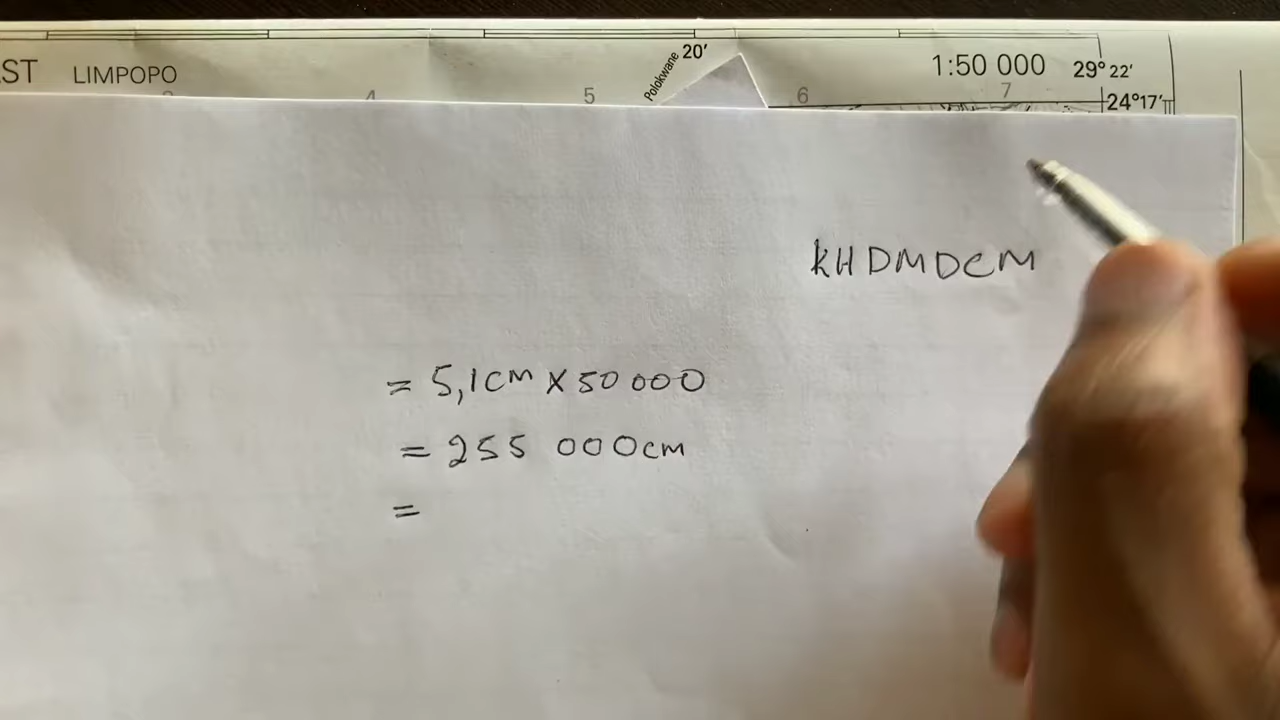 ST LIMPOPO
Polokwane
20'
1:50 000 29° 22'
4 5 6 7
24°17'
KHDMDCM
= 5,1cm x 50 000
= 255 000cm
=